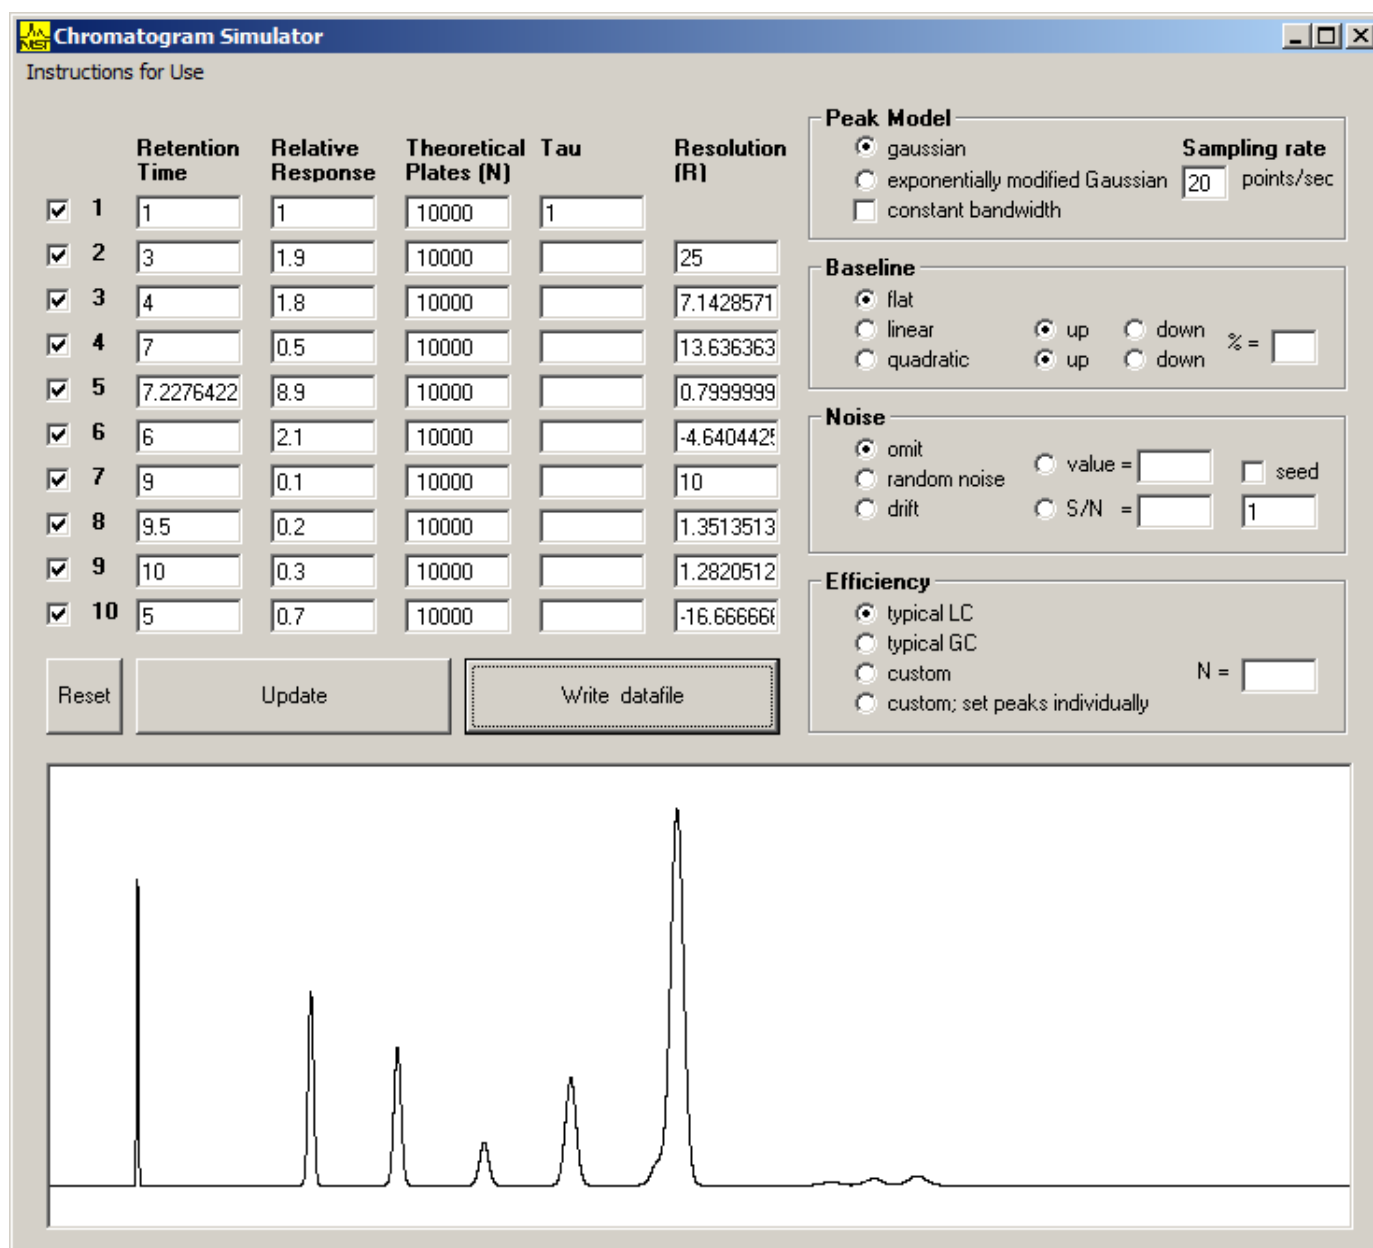 NIST
Chromatogram Simulator
Instructions for Use
Retention Time Relative Response Theoretical Plates (N) Tau Resolution (R)
1 1 1 10000 1
2 3 1.9 10000 25
3 4 1.8 10000 7.1428571
4 7 0.5 10000 13.636363
5 7.2276422 8.9 10000 0.7999999
6 6 2.1 10000 -4.6404425
7 9 0.1 10000 10
8 9.5 0.2 10000 1.3513513
9 10 0.3 10000 1.2820512
10 5 0.7 10000 -16.666666
Reset Update Write datafile
Peak Model
gaussian Sampling rate
exponentially modified Gaussian 20 points/sec
constant bandwidth
Baseline
flat
linear up down % =
quadratic up down
Noise
omit value = seed
random noise
drift S/N = 1
Efficiency
typical LC
typical GC
custom N =
custom; set peaks individually